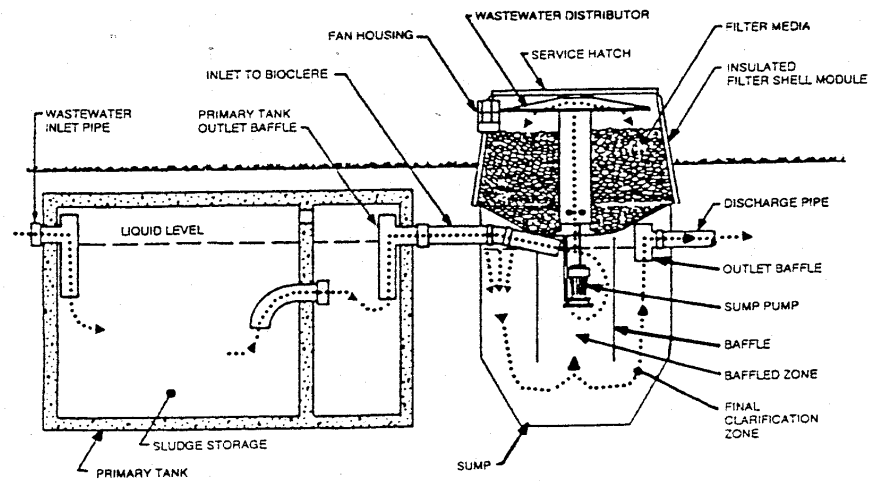 WASTEWATER DISTRIBUTOR
FAN HOUSING
FILTER MEDIA
SERVICE HATCH
INLET TO BIOCLERE
INSULATED
FILTER SHELL MODULE
WASTEWATER
INLET PIPE
PRIMARY TANK
OUTLET BAFFLE
DISCHARGE PIPE
LIQUID LEVEL
OUTLET BAFFLE
SUMP PUMP
BAFFLE
BAFFLED ZONE
FINAL
CLARIFICATION
ZONE
SLUDGE STORAGE
PRIMARY TANK
SUMP